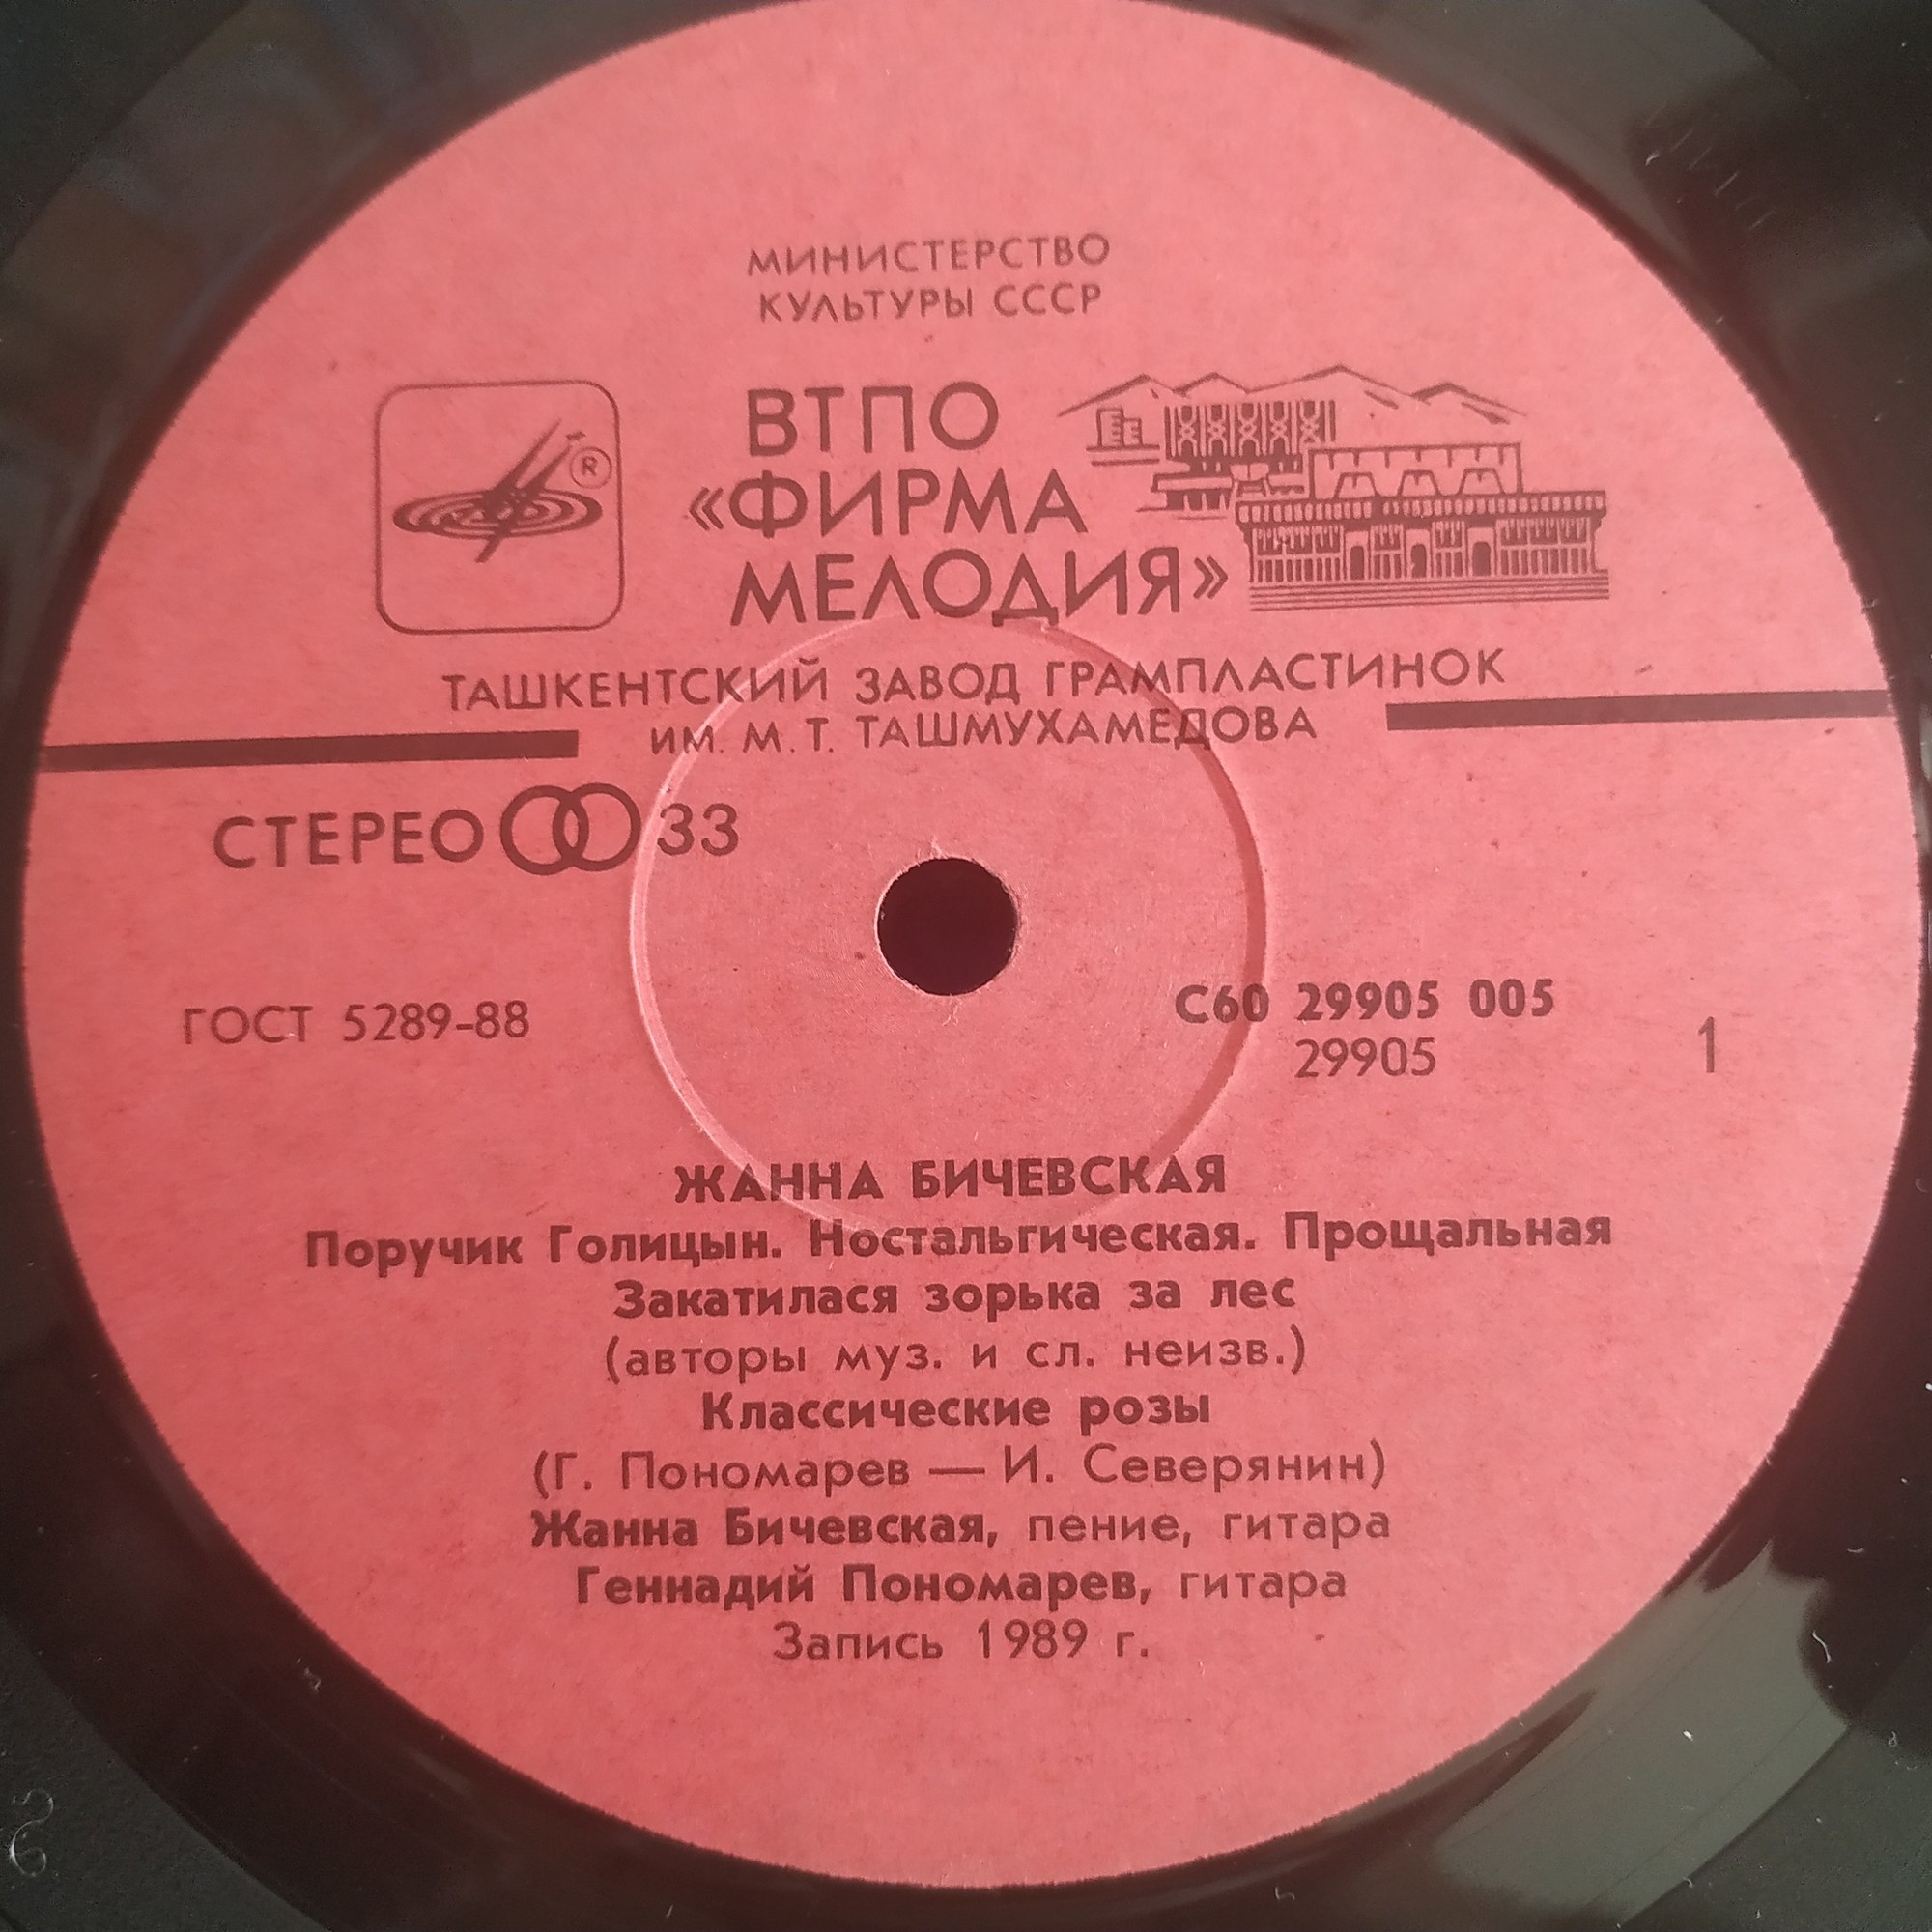 МИНИСТЕРСТВО
КУЛЬТУРЫ СССР
ВТПО
«ФИРМА
МЕЛОДИЯ»
®
ТАШКЕНТСКИЙ ЗАВОД ГРАМПЛАСТИНОК
ИМ. М. Т. ТАШМУХАМЕДОВА
СТЕРЕО 33
ГОСТ 5289-88
С60 29905 005
29905
1
ЖАННА БИЧЕВСКАЯ
Поручик Голицын. Ностальгическая. Прощальная
Закатилася зорька за лес
(авторы муз. и сл. неизв.)
Классические розы
(Г. Пономарев — И. Северянин)
Жанна Бичевская, пение, гитара
Геннадий Пономарев, гитара
Запись 1989 г.